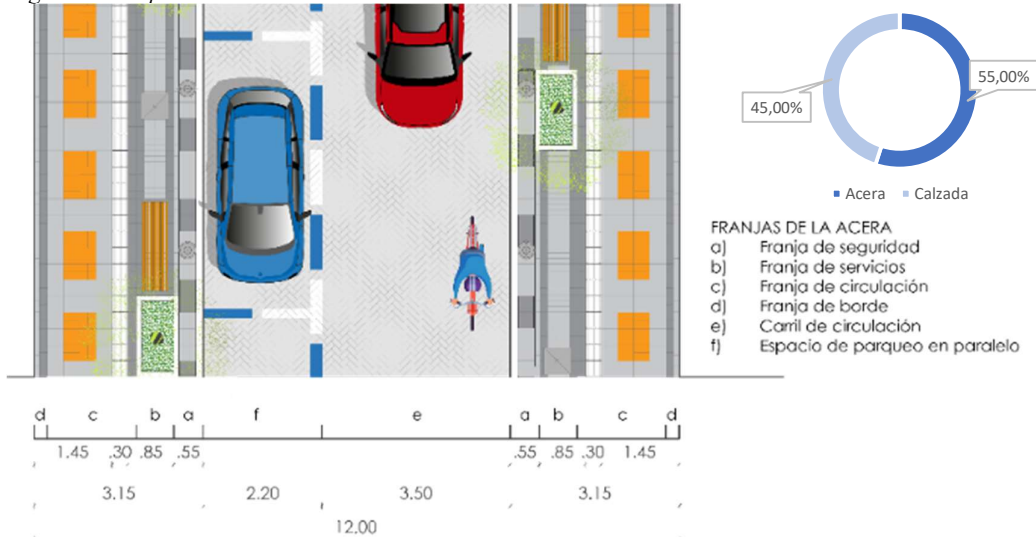 55,00%
45,00%
Acera Calzada
FRANJAS DE LA ACERA
a) Franja de seguridad
b) Franja de servicios
c) Franja de circulación
d) Franja de borde
e) Carril de circulación
f) Espacio de parqueo en paralelo
d c b a f e a b c d
1.45 .30 .85 .55 .55 .85 .30 1.45
3.15 2.20 3.50 3.15
12.00